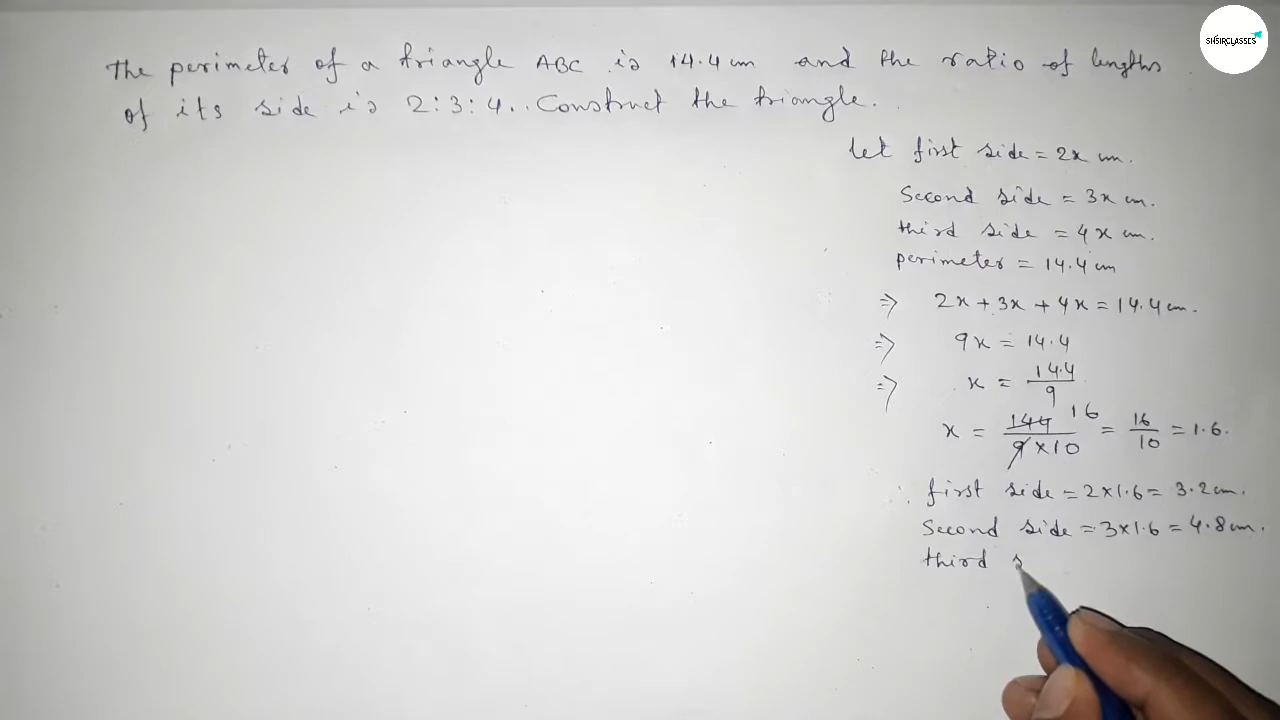 SHSIRCLASSES
The perimeter of a triangle ABC is 14.4 cm and the ratio of lengths
of its side is 2:3:4. Construct the triangle.
let first side = 2x cm.
Second side = 3x cm.
third side = 4x cm.
perimeter = 14.4 cm
⇒ 2x + 3x + 4x = 14.4 cm.
⇒ 9x = 14.4
⇒ x = 14.4/9
x = 144/9×10 16 = 16/10 = 1.6.
∴ first side = 2×1.6 = 3.2 cm.
Second side = 3×1.6 = 4.8 cm.
third s